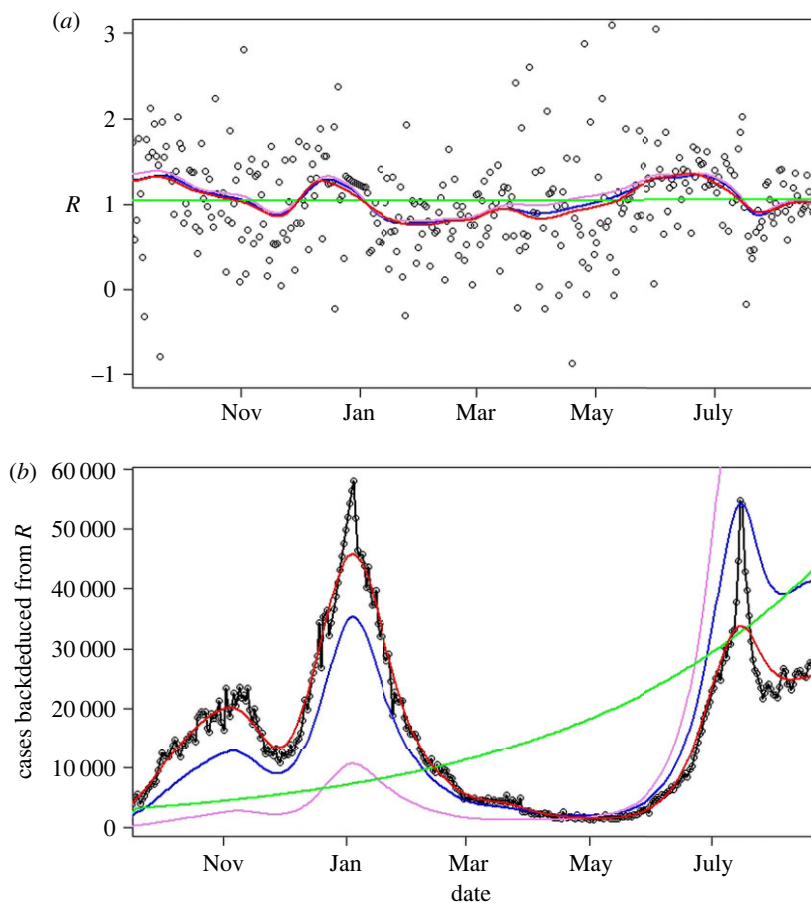 (a)
3
2
R
1
0
–1
Nov Jan Mar May July
(b)
60 000
50 000
40 000
cases backdeduced from R
30 000
20 000
10 000
0
Nov Jan Mar May July
date